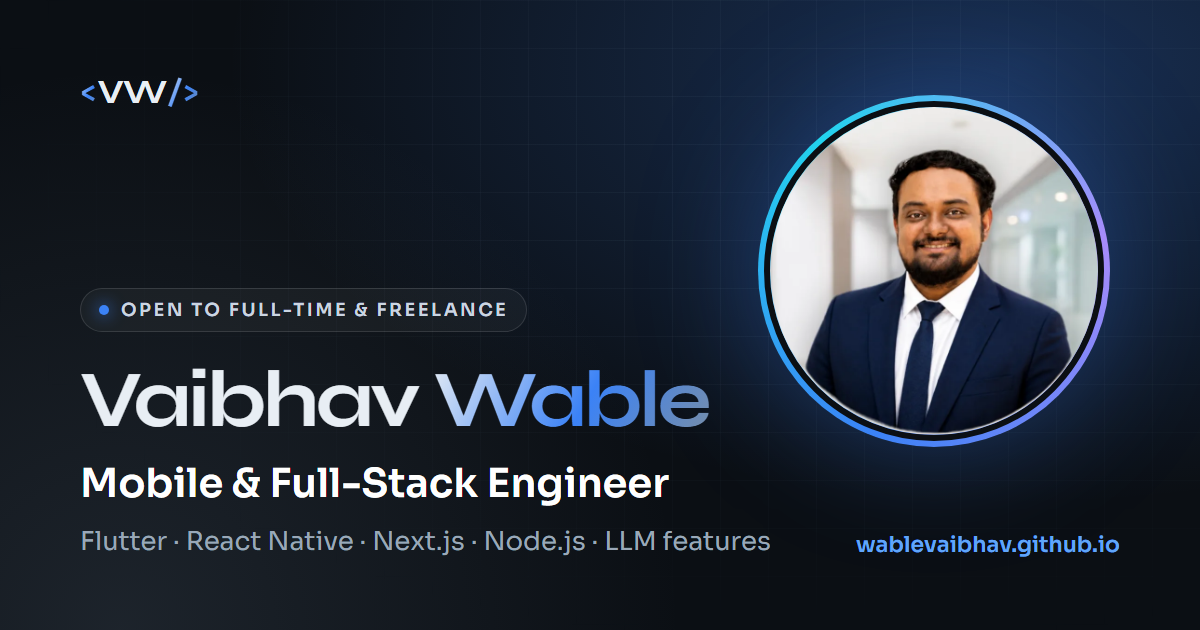 <VW/>
OPEN TO FULL-TIME & FREELANCE
Vaibhav Wable
Mobile & Full-Stack Engineer
Flutter · React Native · Next.js · Node.js · LLM features
wablevaibhav.github.io